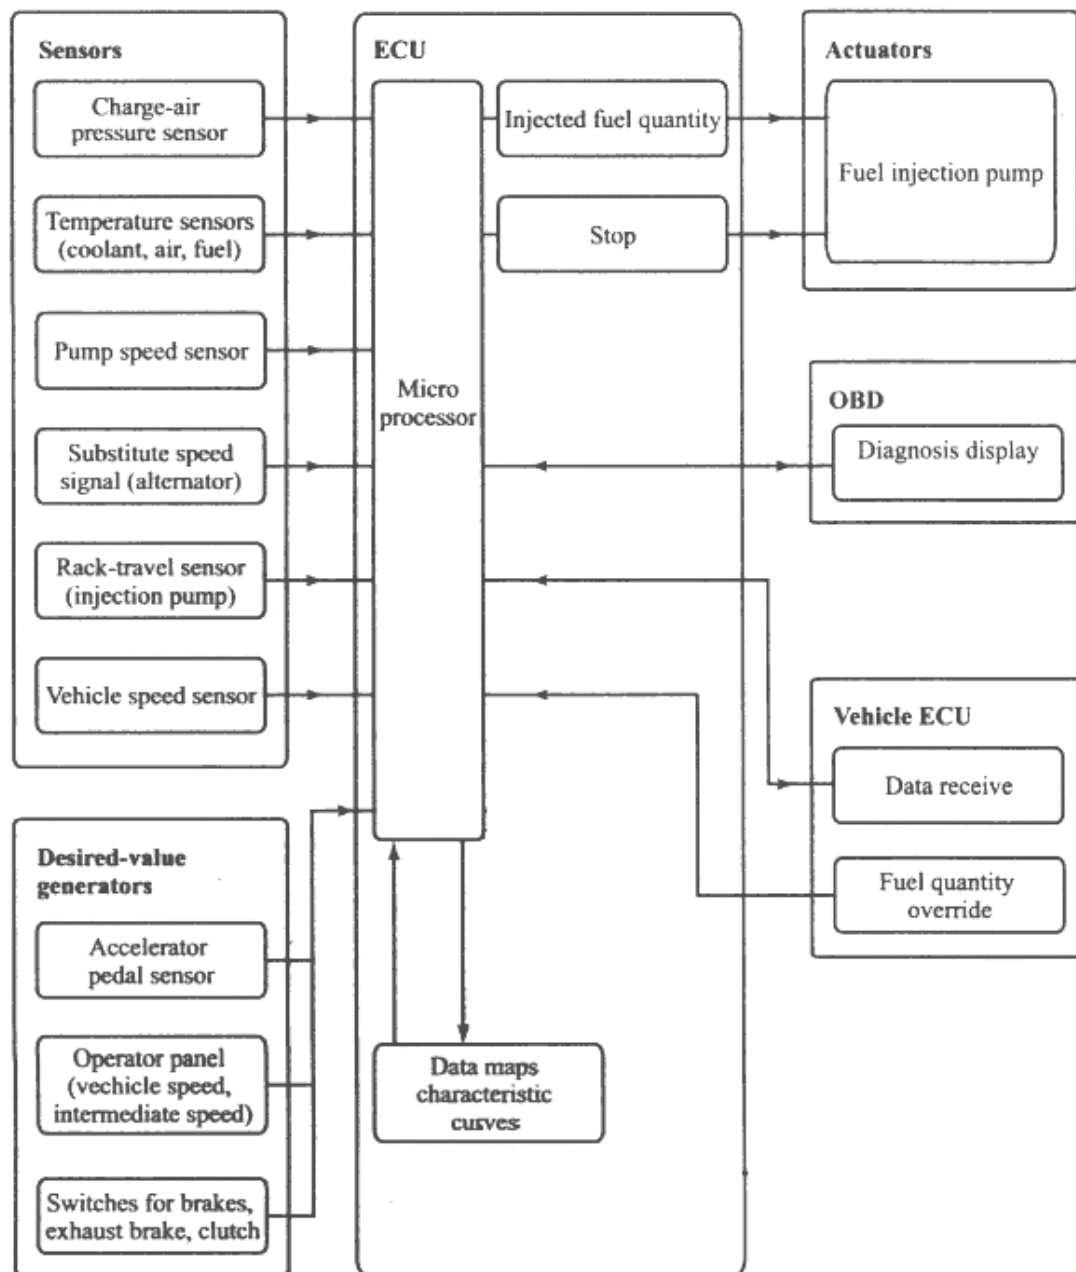 Sensors
Charge-air
pressure sensor
Temperature sensors
(coolant, air, fuel)
Pump speed sensor
Substitute speed
signal (alternator)
Rack-travel sensor
(injection pump)
Vehicle speed sensor
Desired-value
generators
Accelerator
pedal sensor
Operator panel
(vechicle speed,
intermediate speed)
Switches for brakes,
exhaust brake, clutch
ECU
Micro
processor
Injected fuel quantity
Stop
Data maps
characteristic
curves
Actuators
Fuel injection pump
OBD
Diagnosis display
Vehicle ECU
Data receive
Fuel quantity
override